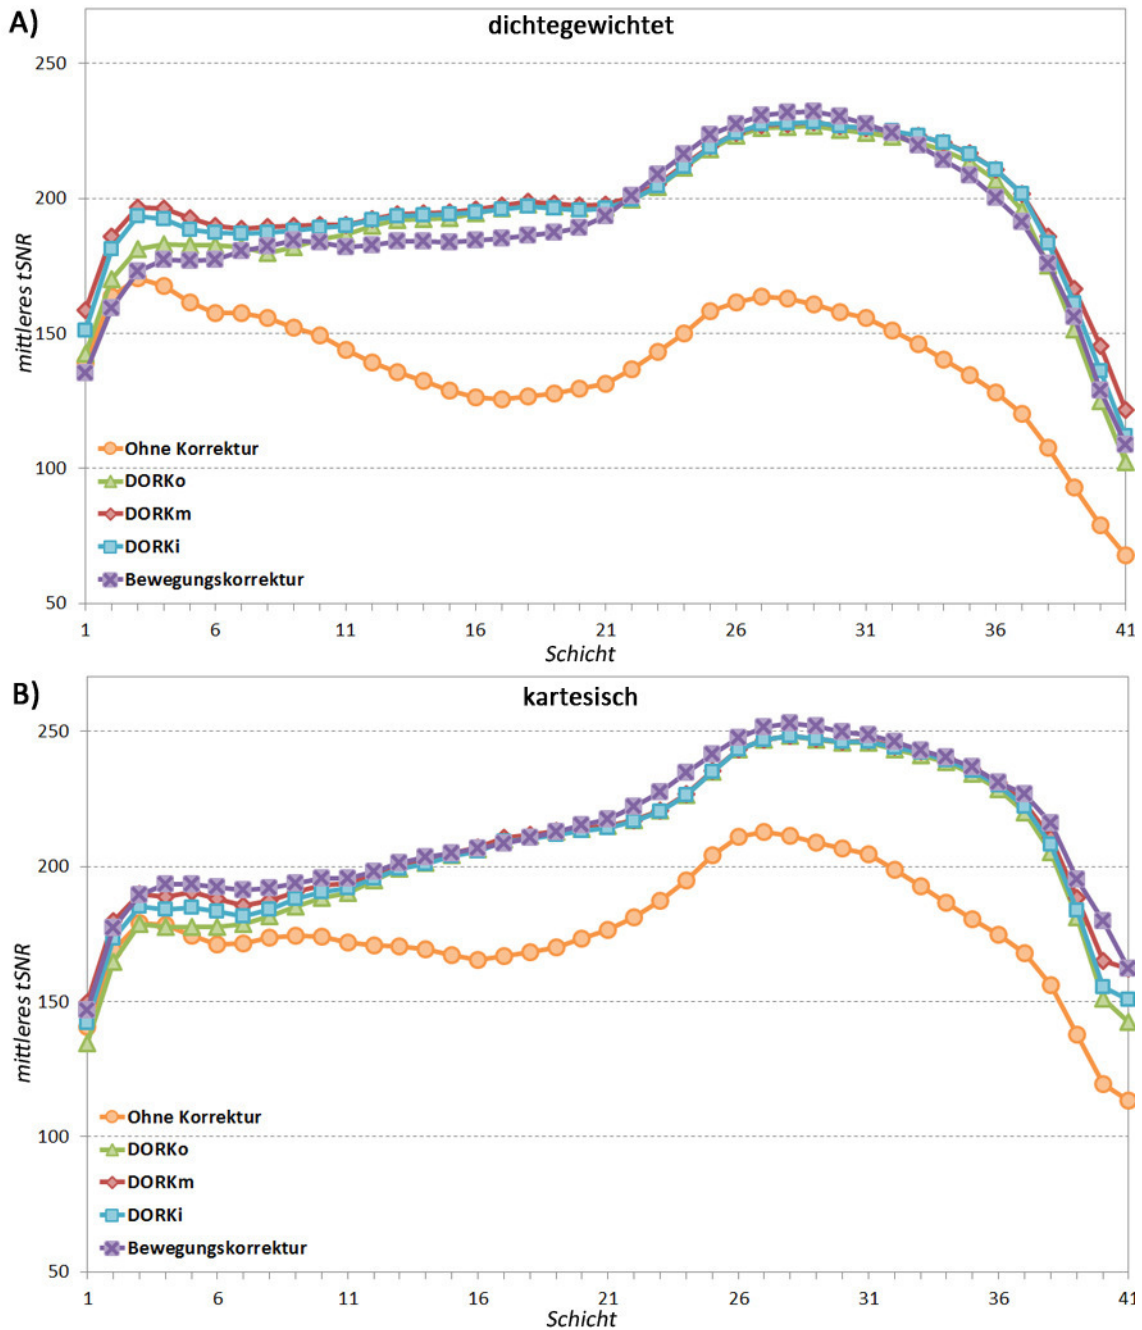 A)
dichtegewichtet
250
200
150
100
50
mittleres tSNR
Ohne Korrektur
DORKo
DORKm
DORKi
Bewegungskorrektur
1 6 11 16 21 26 31 36 41
Schicht
B)
kartesisch
250
200
150
100
50
mittleres tSNR
Ohne Korrektur
DORKo
DORKm
DORKi
Bewegungskorrektur
1 6 11 16 21 26 31 36 41
Schicht